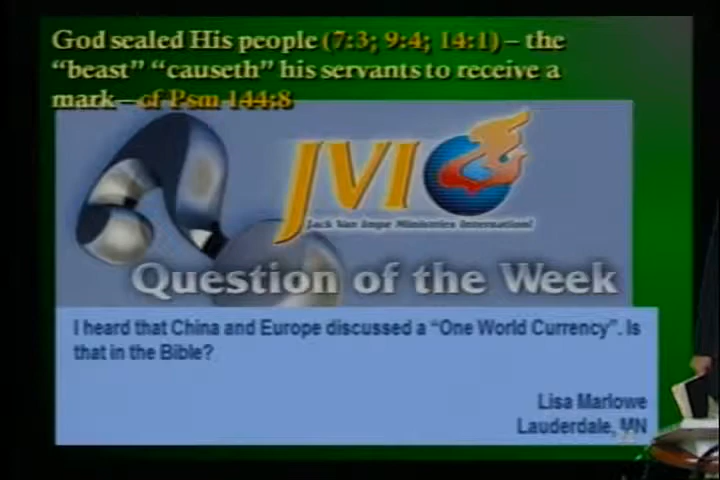 God sealed His people (7:3; 9:4; 14:1) – the
“beast” “causeth” his servants to receive a
mark – cf Psm 144:8
JVI
Jack Van Impe Ministries International
Question of the Week
I heard that China and Europe discussed a “One World Currency”. Is
that in the Bible?
Lisa Marlowe
Lauderdale, MN